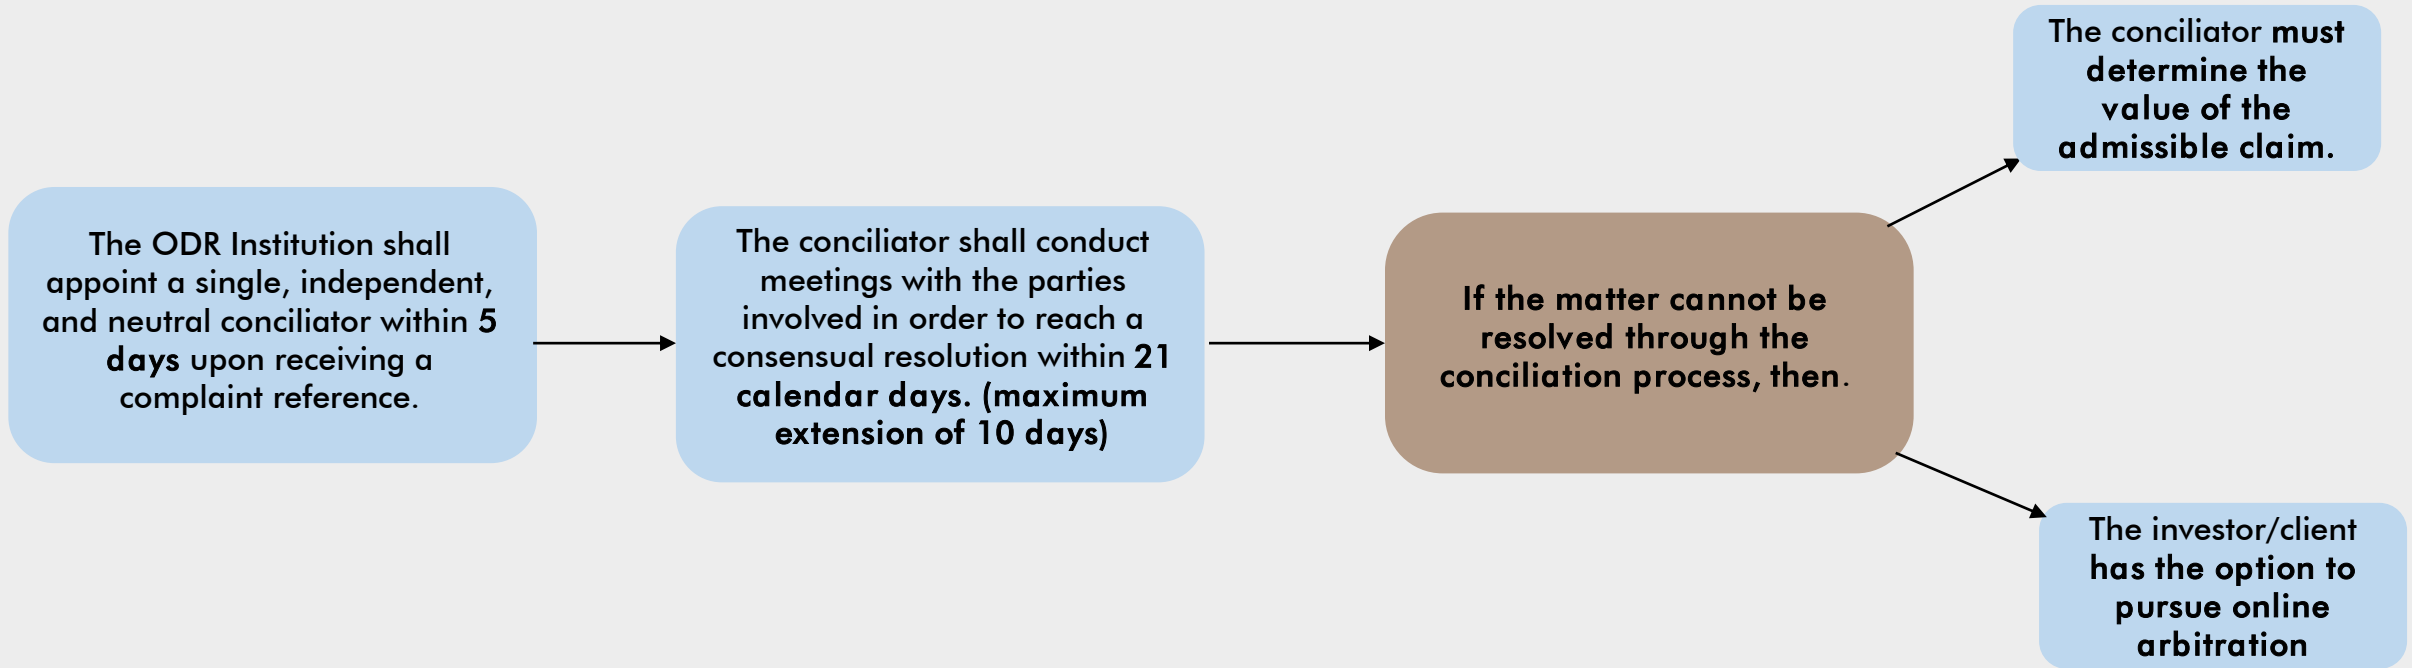 The ODR Institution shall
appoint a single, independent,
and neutral conciliator within 5
days upon receiving a
complaint reference.
The conciliator shall conduct
meetings with the parties
involved in order to reach a
consensual resolution within 21
calendar days. (maximum
extension of 10 days)
If the matter cannot be
resolved through the
conciliation process, then.
The conciliator must
determine the
value of the
admissible claim.
The investor/client
has the option to
pursue online
arbitration